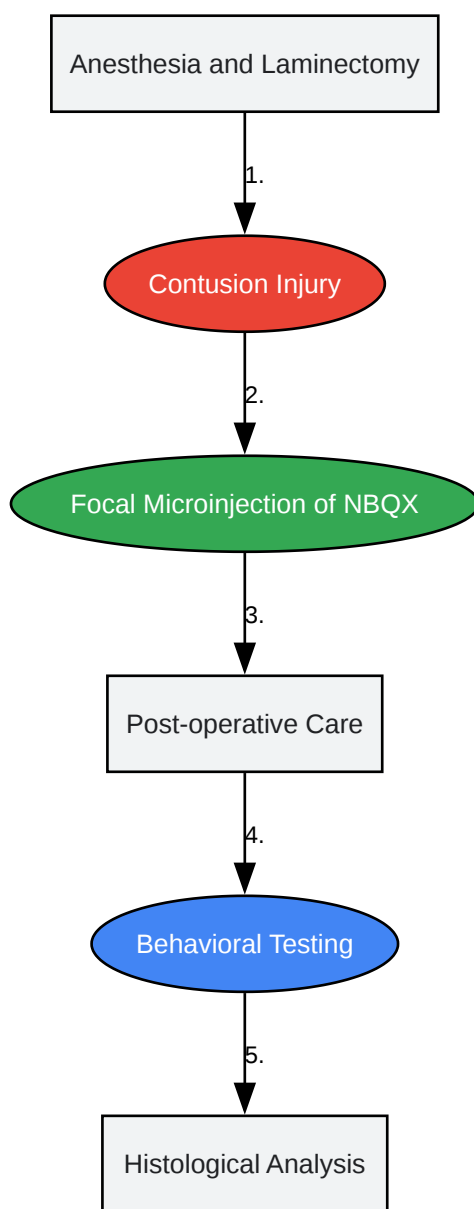 Anesthesia and Laminectomy
1.
Contusion Injury
2.
Focal Microinjection of NBQX
3.
Post-operative Care
4.
Behavioral Testing
5.
Histological Analysis